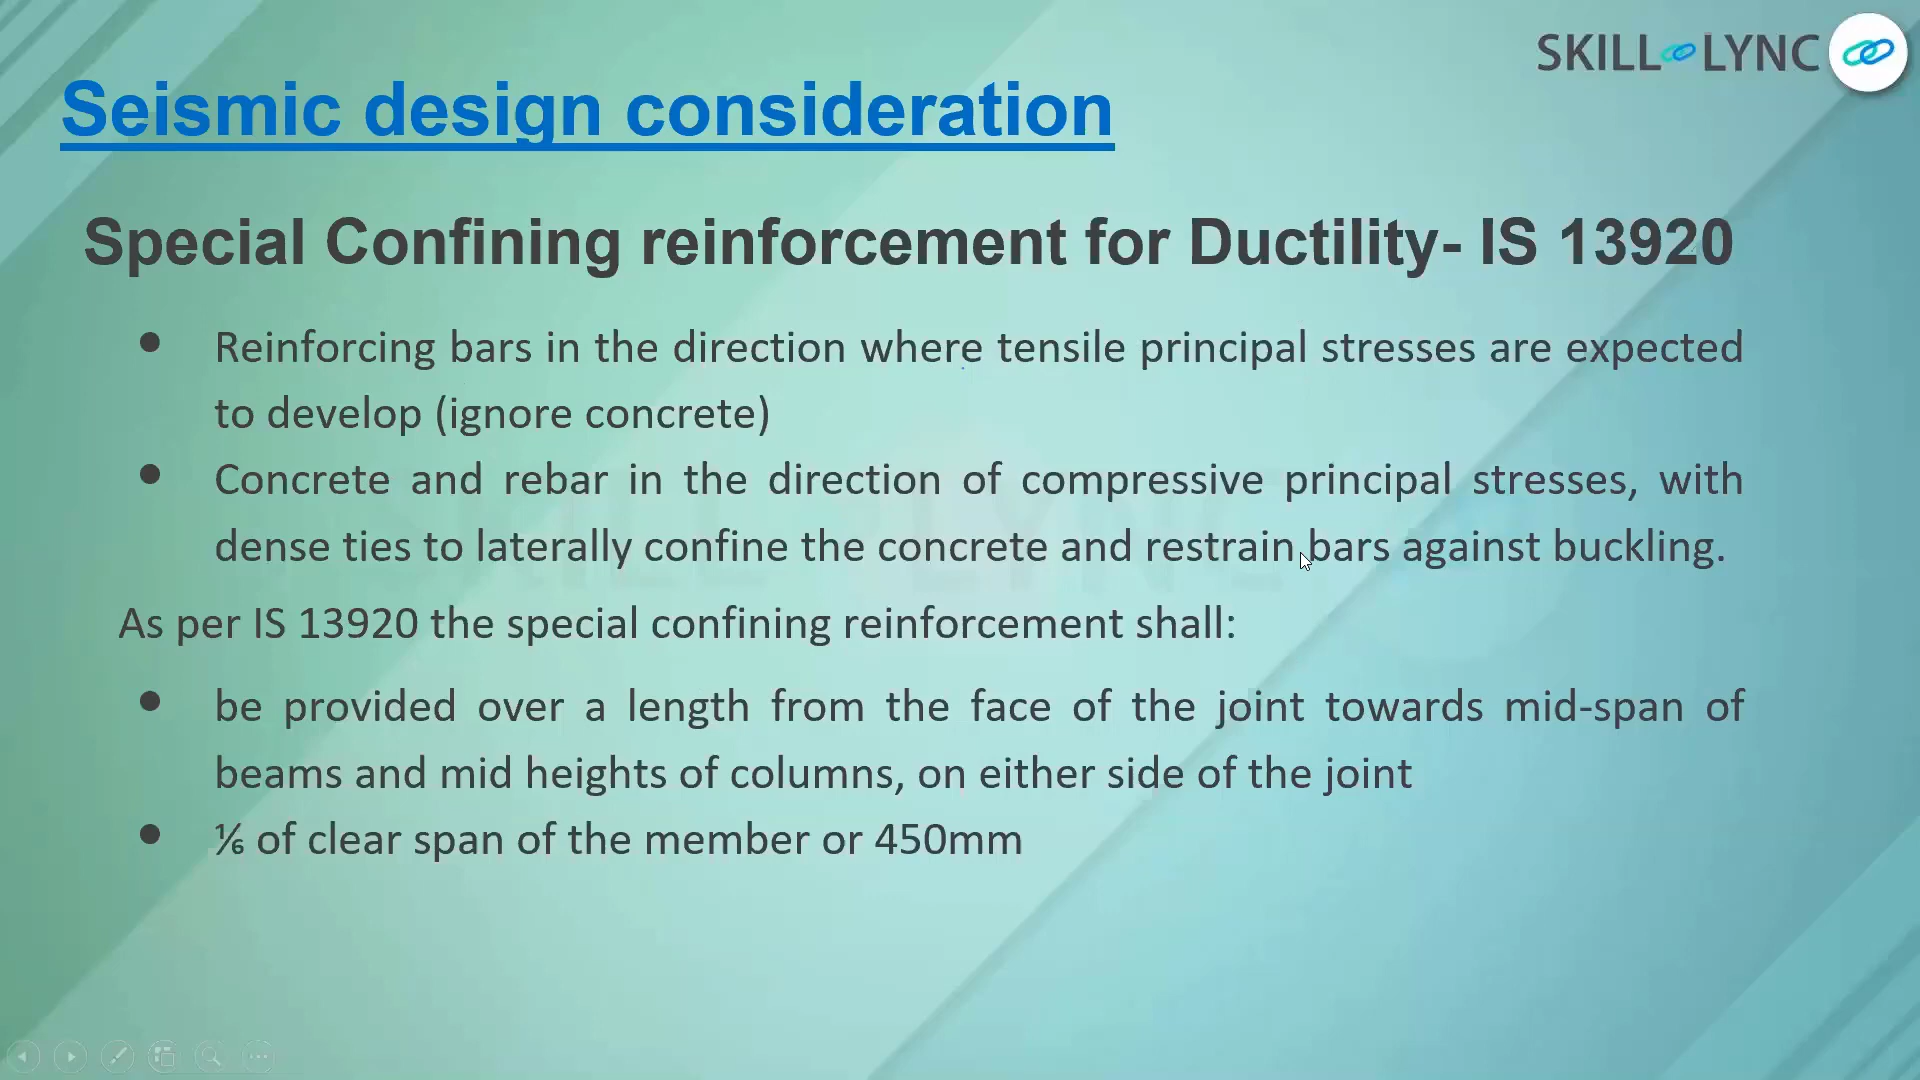 SKILL LYNC
Seismic design consideration
Special Confining reinforcement for Ductility- IS 13920
• Reinforcing bars in the direction where tensile principal stresses are expected
to develop (ignore concrete)
• Concrete and rebar in the direction of compressive principal stresses, with
dense ties to laterally confine the concrete and restrain bars against buckling.
As per IS 13920 the special confining reinforcement shall:
• be provided over a length from the face of the joint towards mid-span of
beams and mid heights of columns, on either side of the joint
• ⅙ of clear span of the member or 450mm